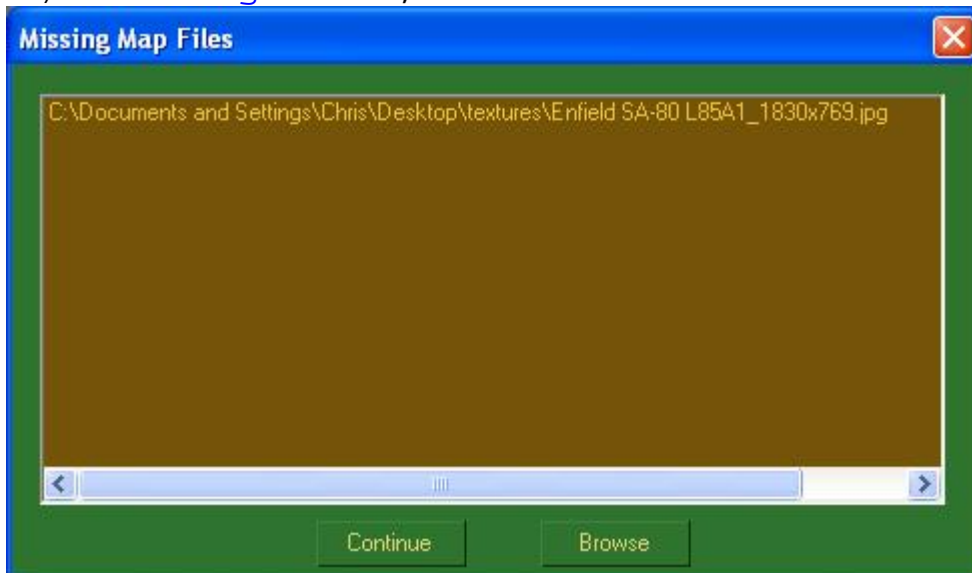 Missing Map Files
C:\Documents and Settings\Chris\Desktop\textures\Enfield SA-80 L85A1_1830x769.jpg
Continue
Browse